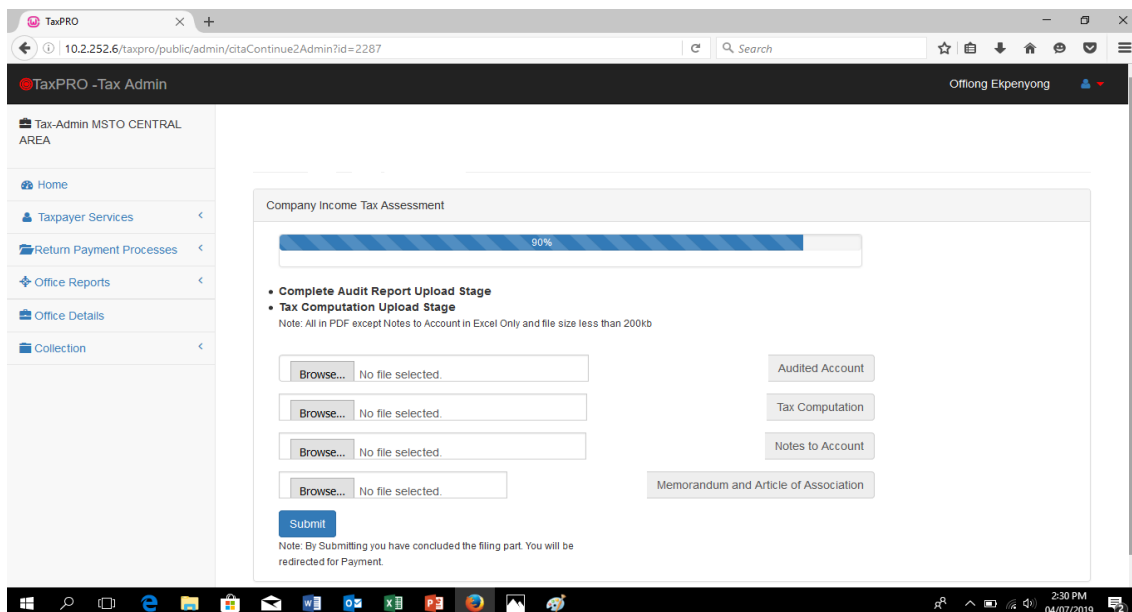 TaxPRO
10.2.252.6/taxpro/public/admin/citaContinue2Admin?id=2287
Search
TaxPRO -Tax Admin
Offiong Ekpenyong
Tax-Admin MSTO CENTRAL
AREA
Home
Taxpayer Services
Return Payment Processes
Office Reports
Office Details
Collection
Company Income Tax Assessment
90%
• Complete Audit Report Upload Stage
• Tax Computation Upload Stage
Note: All in PDF except Notes to Account in Excel Only and file size less than 200kb
Browse... No file selected. Audited Account
Browse... No file selected. Tax Computation
Browse... No file selected. Notes to Account
Browse... No file selected. Memorandum and Article of Association
Submit
Note: By Submitting you have concluded the filing part. You will be
redirected for Payment.
2:30 PM
04/07/2019